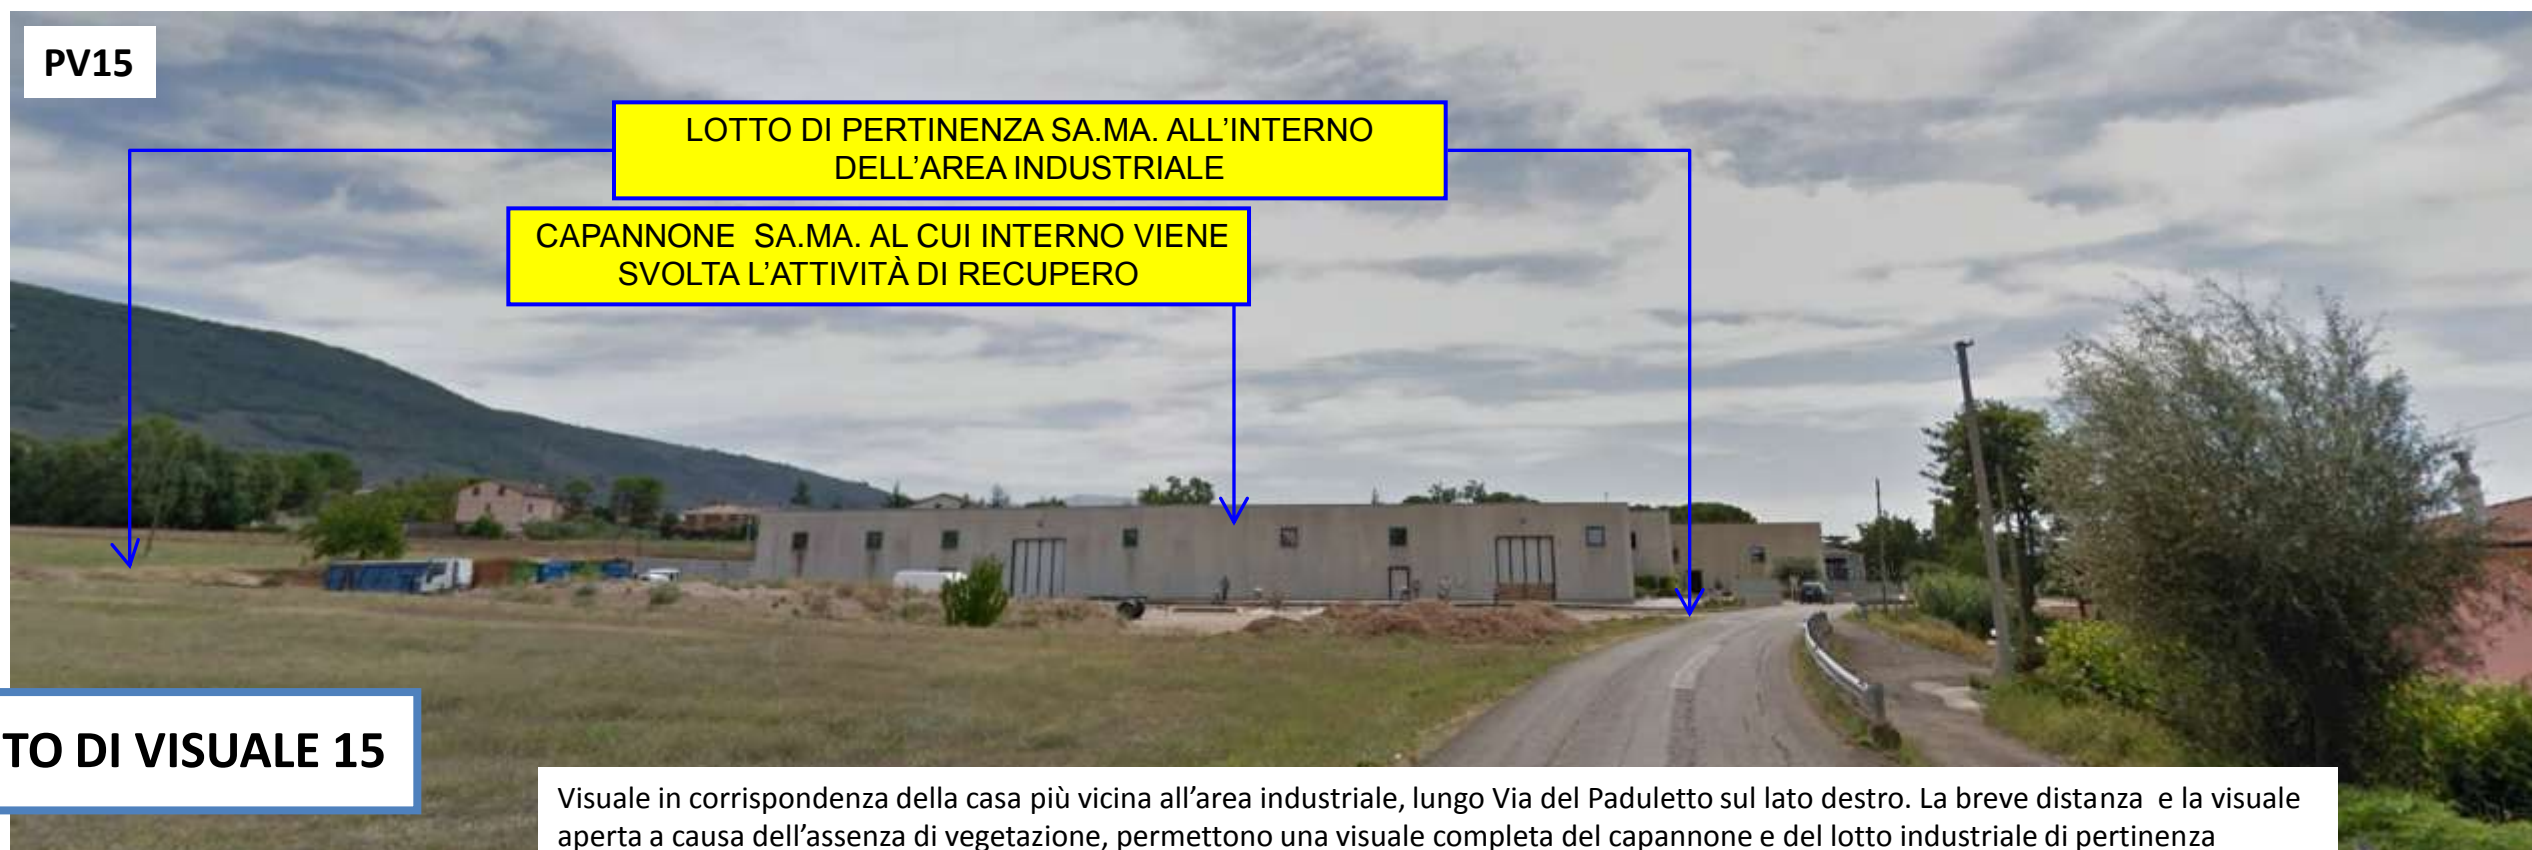 PV15
LOTTO DI PERTINENZA SA.MA. ALL’INTERNO
DELL’AREA INDUSTRIALE
CAPANNONE  SA.MA. AL CUI INTERNO VIENE
SVOLTA L’ATTIVITÀ DI RECUPERO
TO DI VISUALE 15
Visuale in corrispondenza della casa più vicina all’area industriale, lungo Via del Paduletto sul lato destro. La breve distanza  e la visuale
aperta a causa dell’assenza di vegetazione, permettono una visuale completa del capannone e del lotto industriale di pertinenza